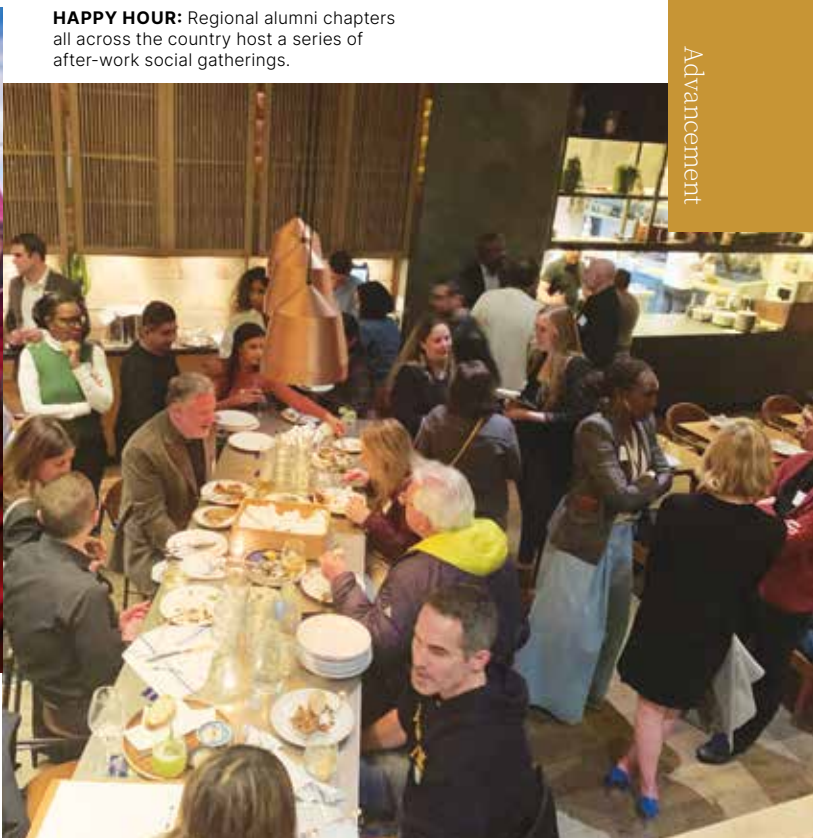 HAPPY HOUR: Regional alumni chapters
all across the country host a series of
after-work social gatherings.
Advancement